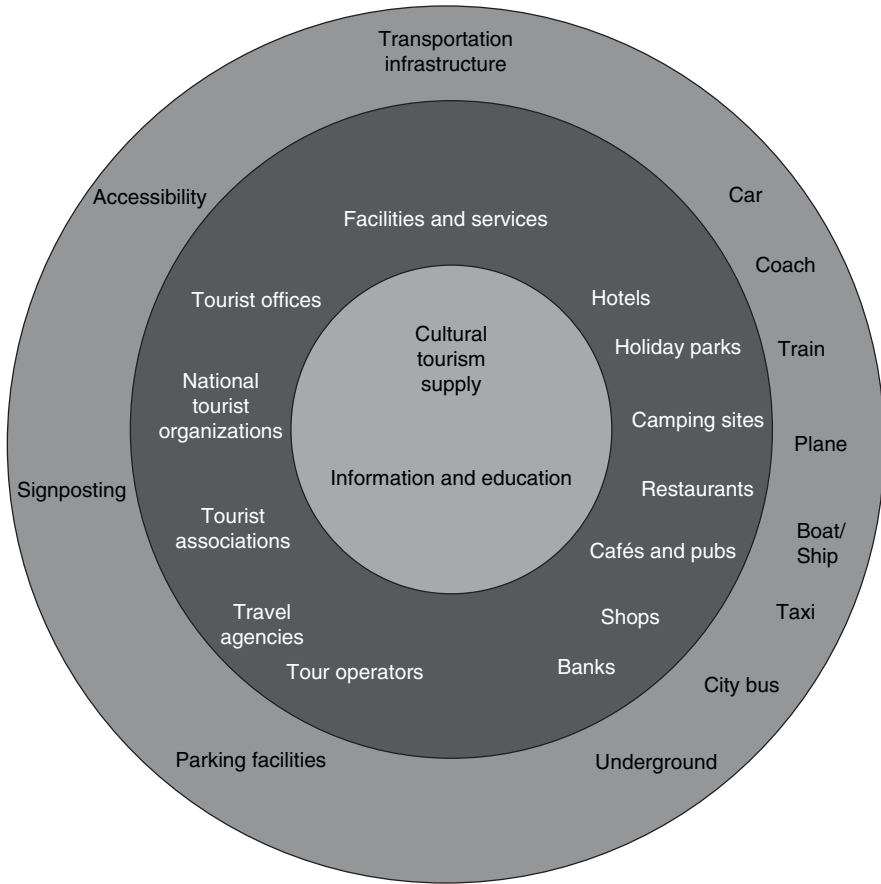 Transportation
infrastructure
Accessibility
Car
Facilities and services
Coach
Tourist offices
Hotels
Cultural
tourism
supply
Holiday parks
Train
National
tourist
organizations
Camping sites
Plane
Information and education
Signposting
Restaurants
Tourist
associations
Cafés and pubs
Boat/
Ship
Travel
agencies
Shops
Taxi
Tour operators
Banks
City bus
Parking facilities
Underground